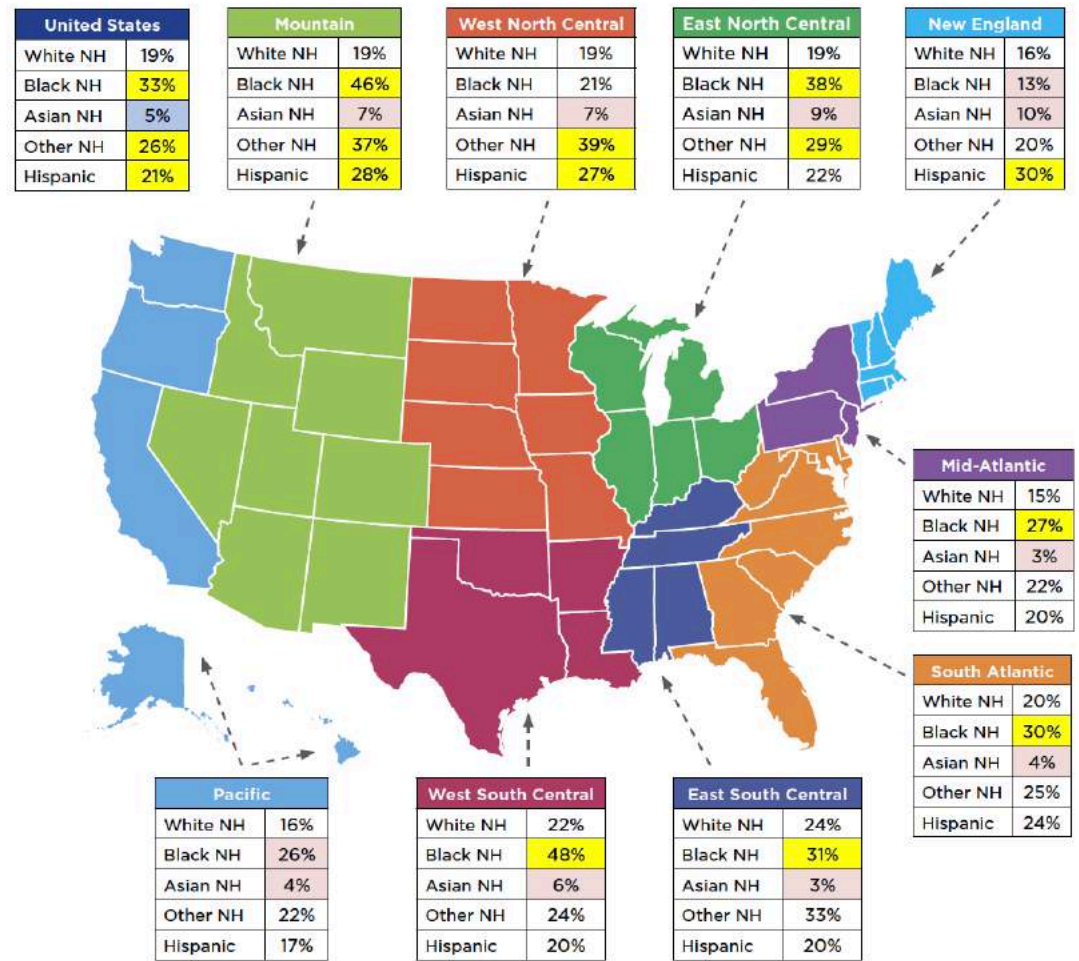 United States
White NH 19%
Black NH 33%
Asian NH 5%
Other NH 26%
Hispanic 21%
Mountain
White NH 19%
Black NH 46%
Asian NH 7%
Other NH 37%
Hispanic 28%
West North Central
White NH 19%
Black NH 21%
Asian NH 7%
Other NH 39%
Hispanic 27%
East North Central
White NH 19%
Black NH 38%
Asian NH 9%
Other NH 29%
Hispanic 22%
New England
White NH 16%
Black NH 13%
Asian NH 10%
Other NH 20%
Hispanic 30%
Mid-Atlantic
White NH 15%
Black NH 27%
Asian NH 3%
Other NH 22%
Hispanic 20%
South Atlantic
White NH 20%
Black NH 30%
Asian NH 4%
Other NH 25%
Hispanic 24%
Pacific
White NH 16%
Black NH 26%
Asian NH 4%
Other NH 22%
Hispanic 17%
West South Central
White NH 22%
Black NH 48%
Asian NH 6%
Other NH 24%
Hispanic 20%
East South Central
White NH 24%
Black NH 31%
Asian NH 3%
Other NH 33%
Hispanic 20%